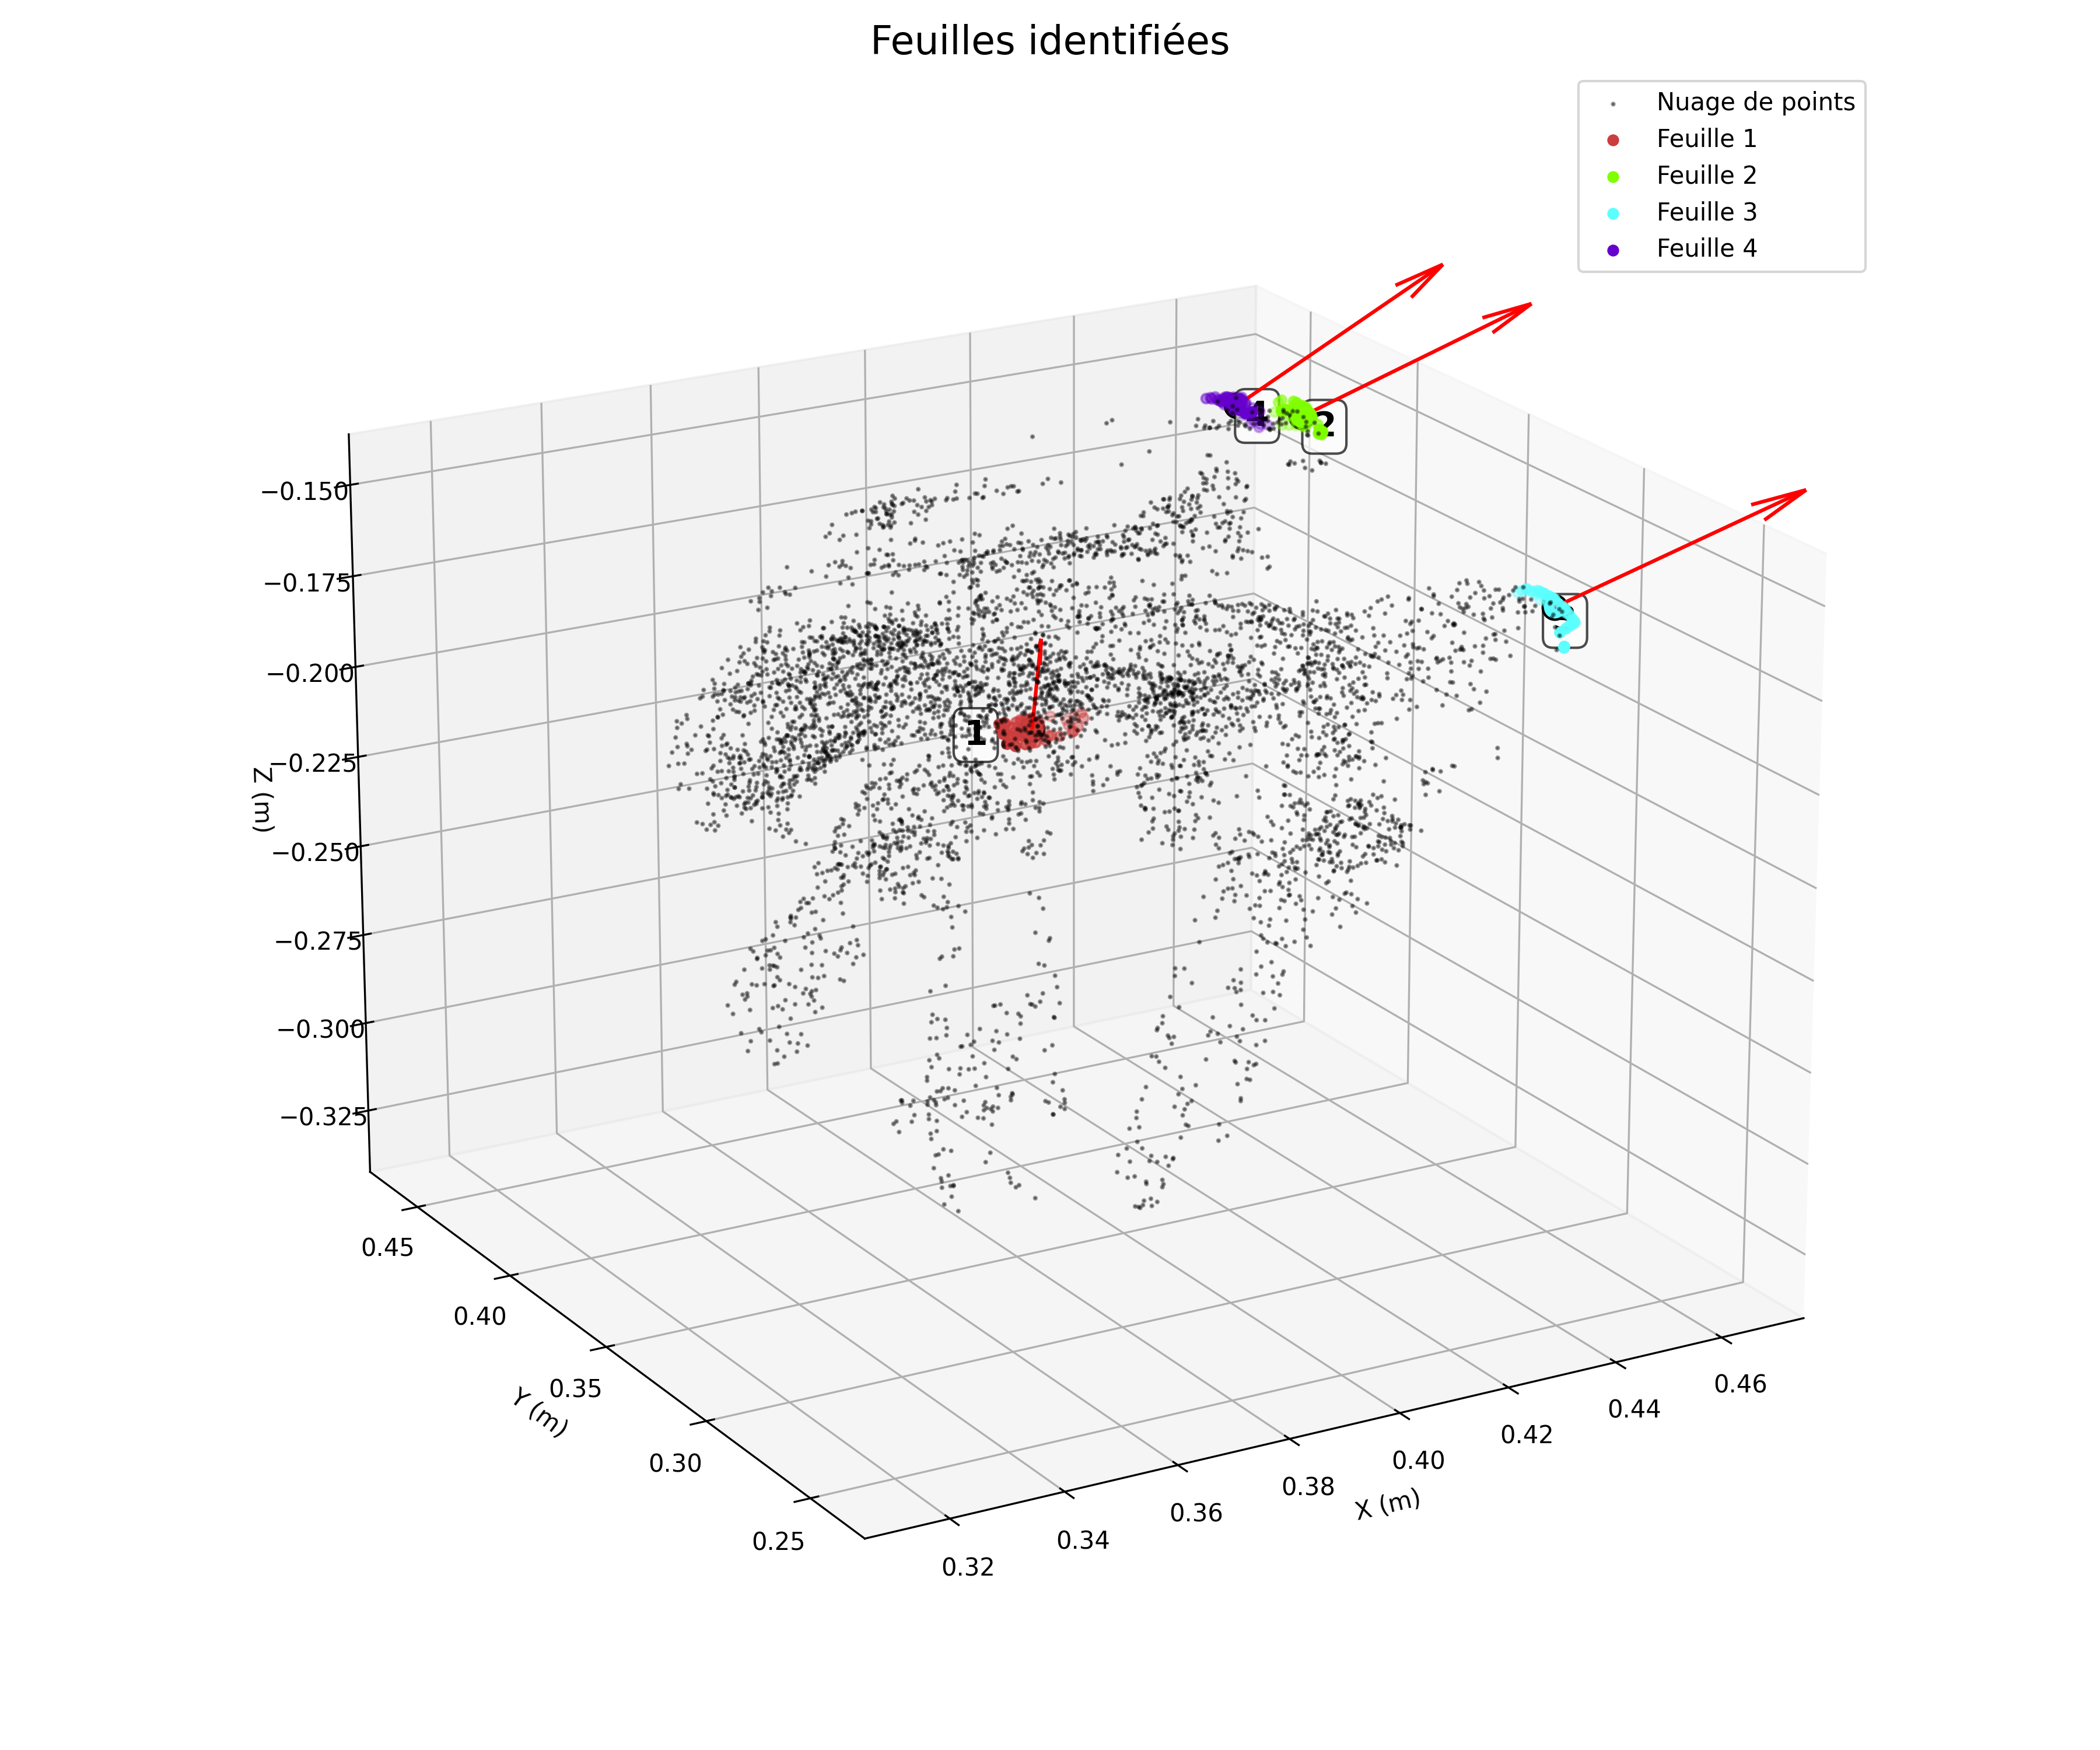 Feuilles identifiées
Nuage de points
Feuille 1
Feuille 2
Feuille 3
Feuille 4
4
2
1
−0.150
−0.175
−0.200
−0.225
−0.250
−0.275
−0.300
−0.325
Z (m)
0.45
0.40
0.35
0.30
0.25
Y (m)
0.32
0.34
0.36
0.38
0.40
0.42
0.44
0.46
X (m)